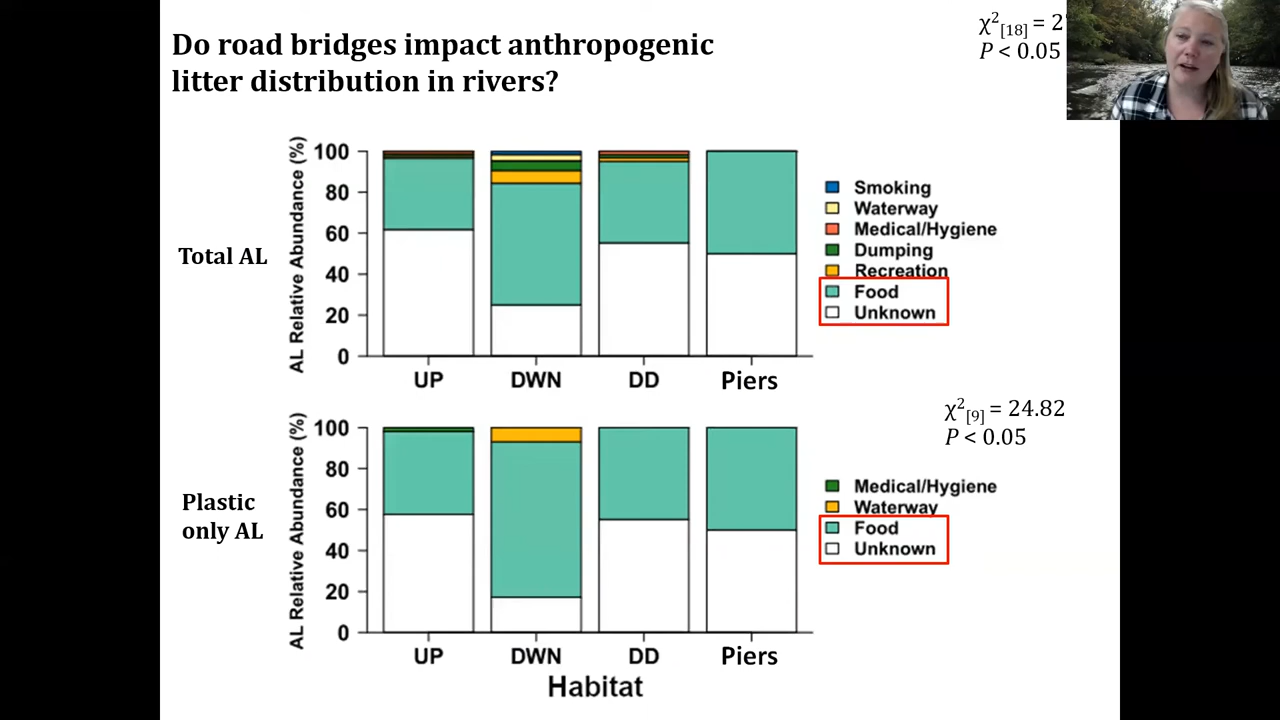 Do road bridges impact anthropogenic
litter distribution in rivers?
χ²[18] = 2
P < 0.05
Total AL
AL Relative Abundance (%)
100
80
60
40
20
0
UP DWN DD Piers
Smoking
Waterway
Medical/Hygiene
Dumping
Recreation
Food
Unknown
Plastic
only AL
AL Relative Abundance (%)
100
80
60
40
20
0
UP DWN DD Piers
Habitat
χ²[9] = 24.82
P < 0.05
Medical/Hygiene
Waterway
Food
Unknown